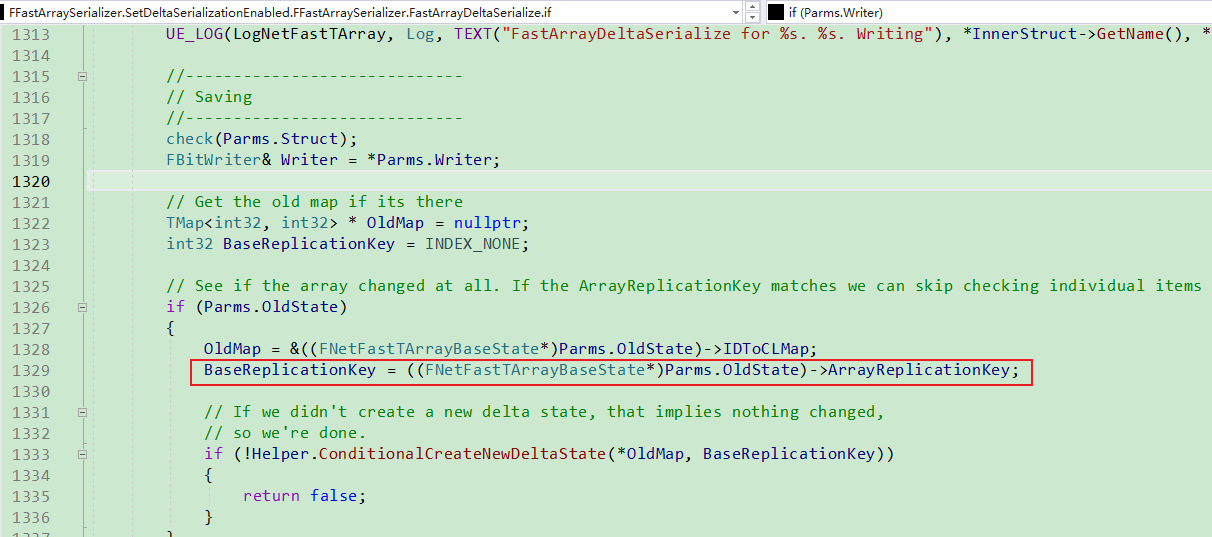 FFastArraySerializer.SetDeltaSerializationEnabled.FFastArraySerializer.FastArrayDeltaSerialize.if
if (Parms.Writer)
1313 UE_LOG(LogNetFastTArray, Log, TEXT("FastArrayDeltaSerialize for %s. %s. Writing"), *InnerStruct->GetName(), *
1314
1315 //-----------------------------
1316 // Saving
1317 //-----------------------------
1318 check(Parms.Struct);
1319 FBitWriter& Writer = *Parms.Writer;
1320
1321 // Get the old map if its there
1322 TMap<int32, int32> * OldMap = nullptr;
1323 int32 BaseReplicationKey = INDEX_NONE;
1324
1325 // See if the array changed at all. If the ArrayReplicationKey matches we can skip checking individual items
1326 if (Parms.OldState)
1327 {
1328 OldMap = &((FNetFastTArrayBaseState*)Parms.OldState)->IDToCLMap;
1329 BaseReplicationKey = ((FNetFastTArrayBaseState*)Parms.OldState)->ArrayReplicationKey;
1330
1331 // If we didn't create a new delta state, that implies nothing changed,
1332 // so we're done.
1333 if (!Helper.ConditionalCreateNewDeltaState(*OldMap, BaseReplicationKey))
1334 {
1335 return false;
1336 }